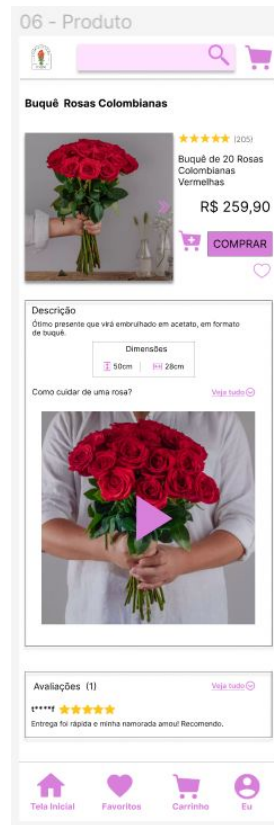 06 - Produto
Buquê Rosas Colombianas
(205)
Buquê de 20 Rosas
Colombianas
Vermelhas
R$ 259,90
COMPRAR
Descrição
Ótimo presente que virá embrulhado em acetato, em formato
de buquê.
Dimensões
50cm
28cm
Como cuidar de uma rosa?
Veja tudo
Avaliações (1)
Veja tudo
t****f
Entrega foi rápida e minha namorada amou! Recomendo.
Tela Inicial
Favoritos
Carrinho
Eu